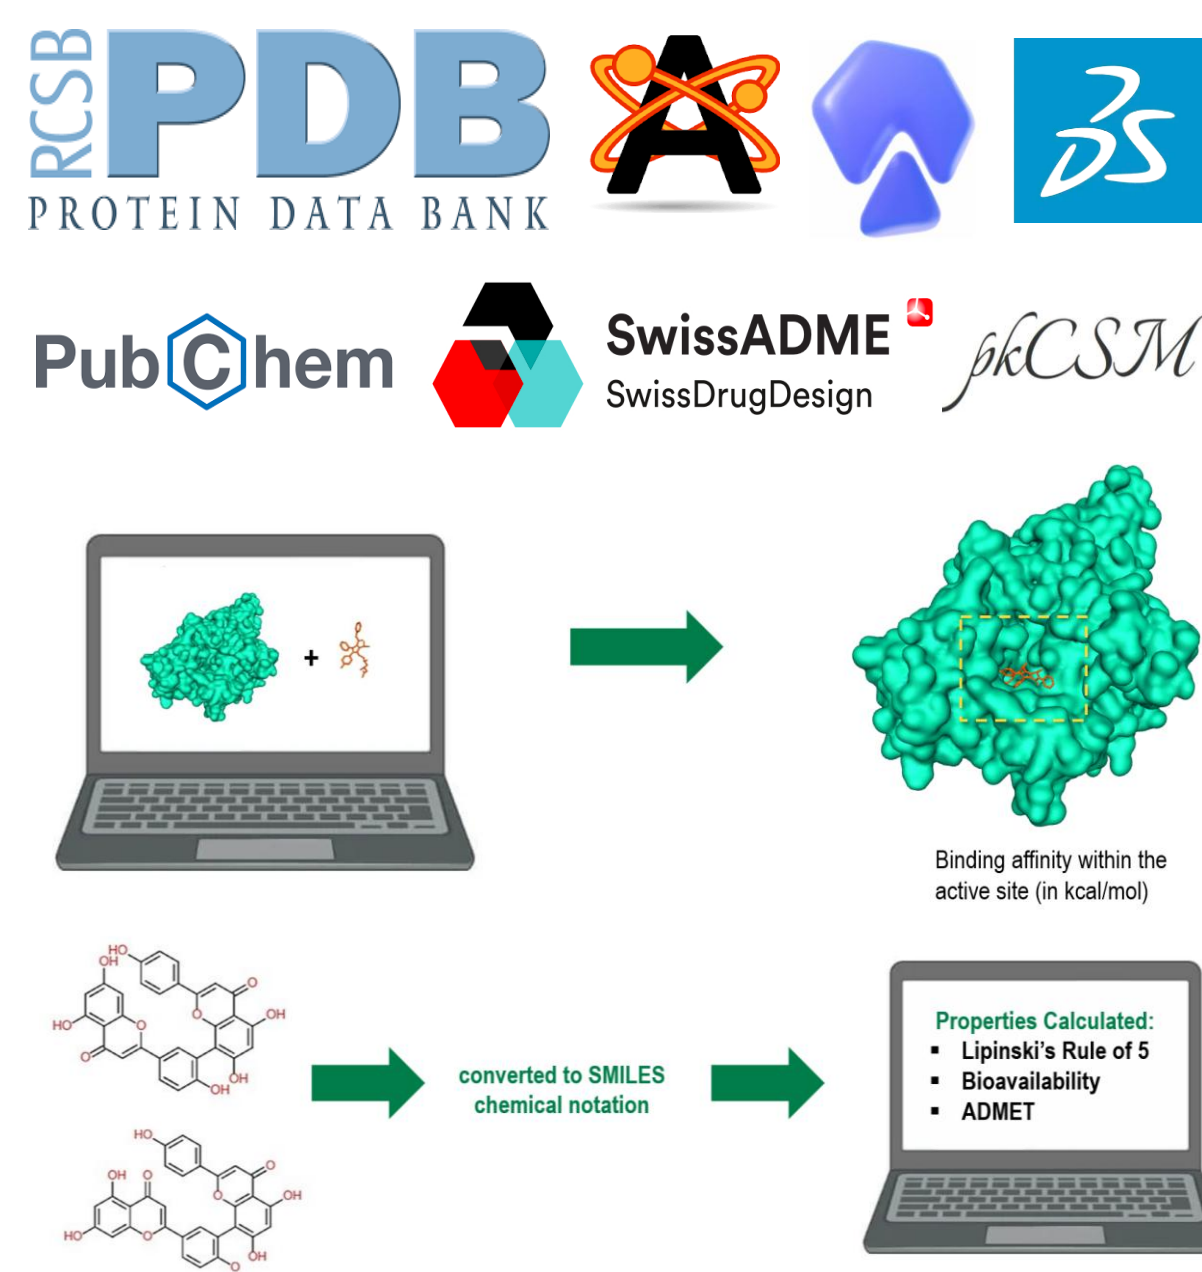 RCSB
PDB
PROTEIN DATA BANK
A
3DS
PubChem
SwissADME
SwissDrugDesign
pkCSM
+
Binding affinity within the
active site (in kcal/mol)
HO
OH
O
O
OH
HO
O
O
OH
OH
converted to SMILES
chemical notation
Properties Calculated:
▪ Lipinski's Rule of 5
▪ Bioavailability
▪ ADMET
HO
O
OH
O
O
OH
HO
O
OH
O